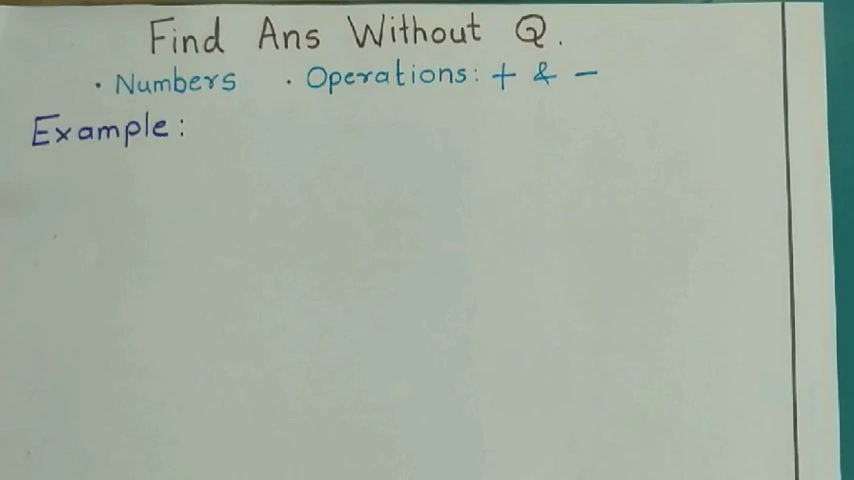 Find Ans Without Q.
· Numbers · Operations: + & -
Example: